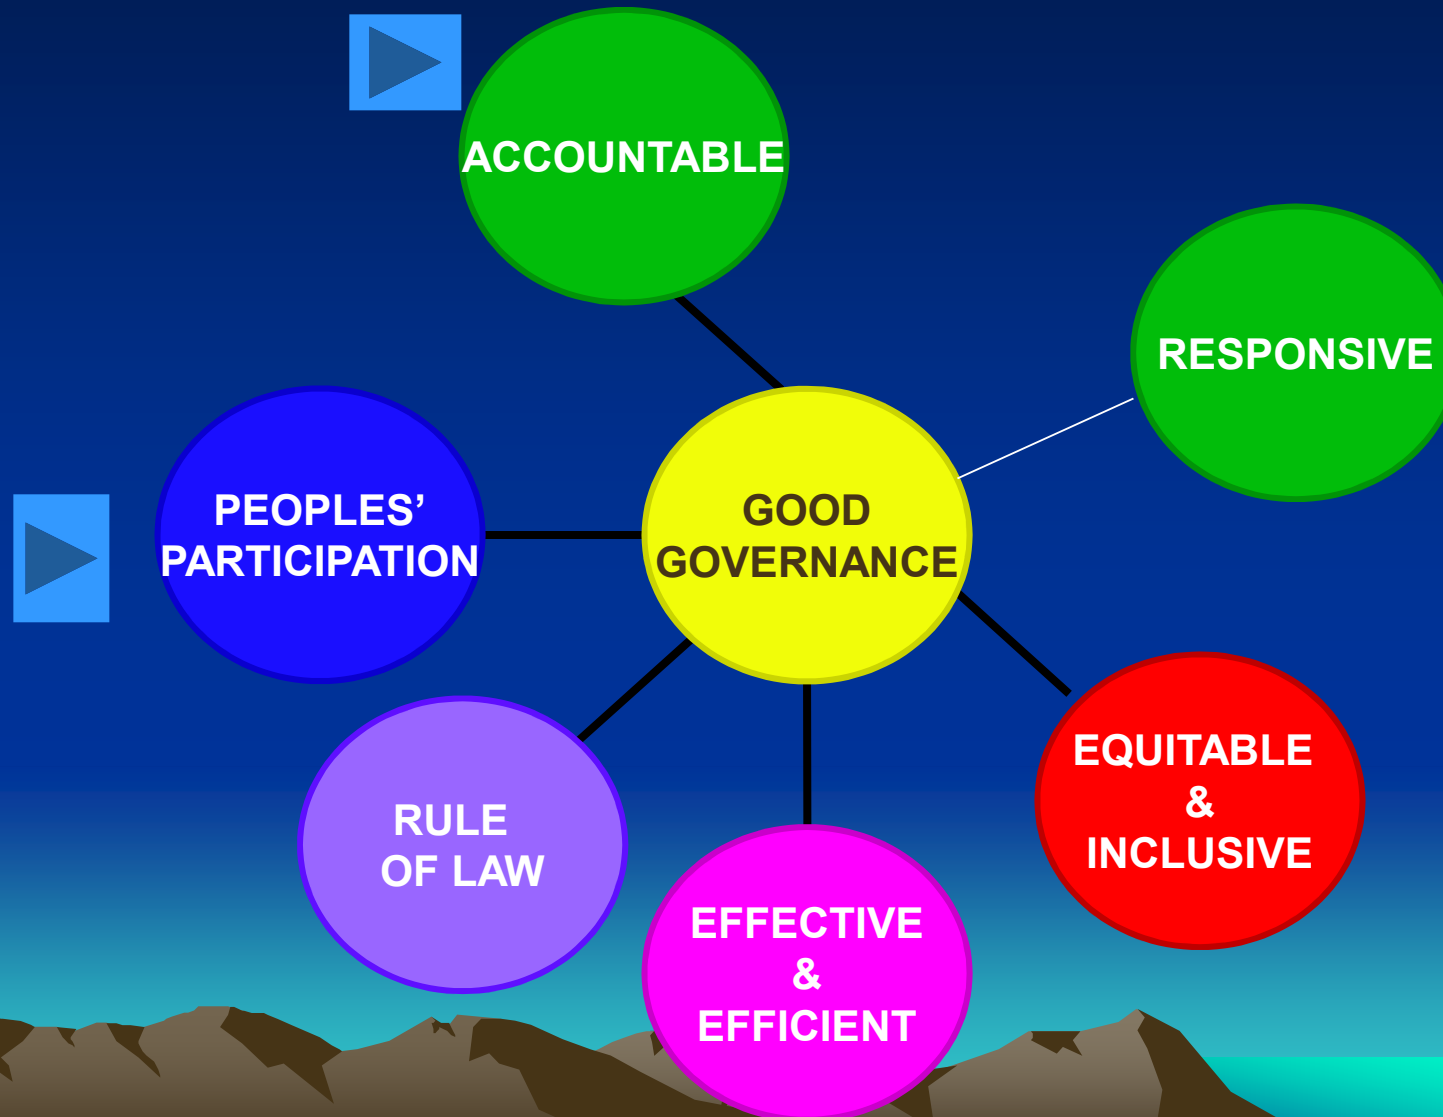 ACCOUNTABLE
RESPONSIVE
PEOPLES’
PARTICIPATION
GOOD
GOVERNANCE
EQUITABLE
&
INCLUSIVE
RULE
OF LAW
EFFECTIVE
&
EFFICIENT